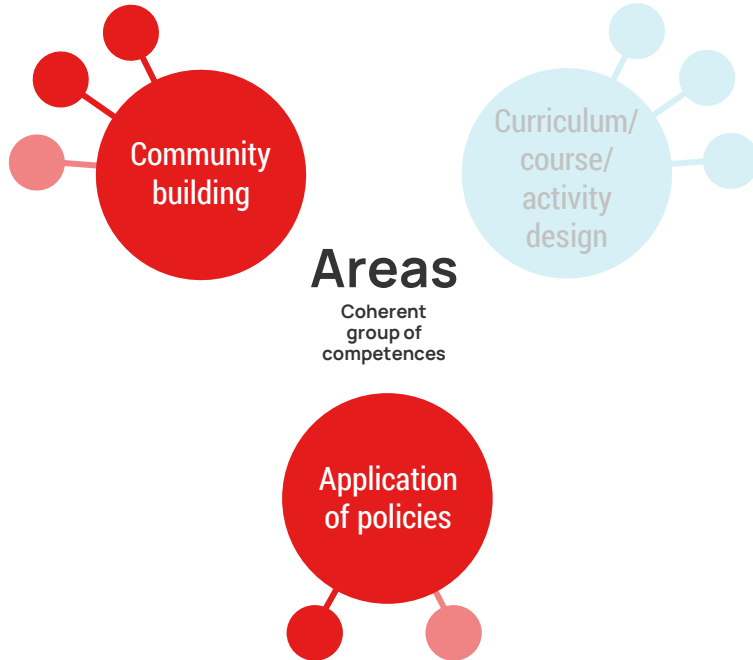 Community
building
Curriculum/
course/
activity
design
Areas
Coherent
group of
competences
Application
of policies